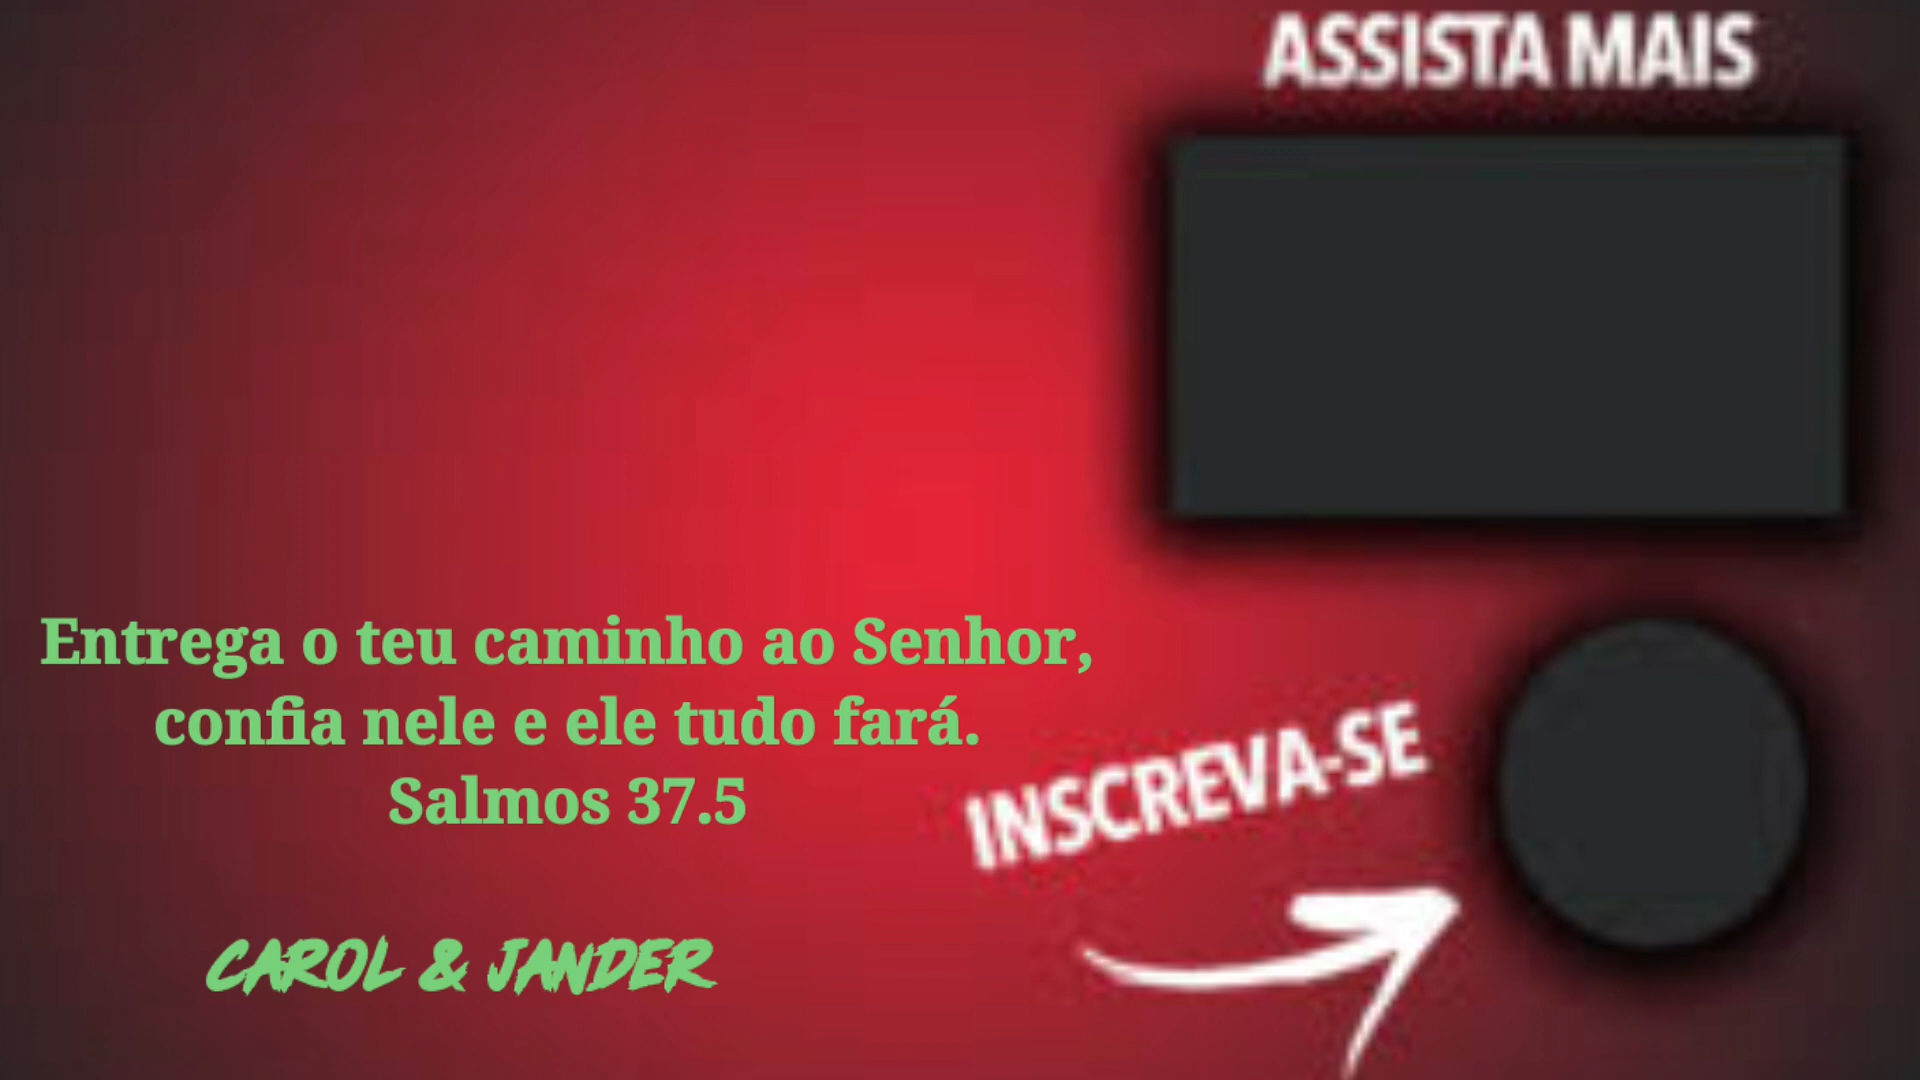 ASSISTA MAIS
Entrega o teu caminho ao Senhor,
confia nele e ele tudo fará.
Salmos 37.5
INSCREVA-SE
CAROL & JANDER